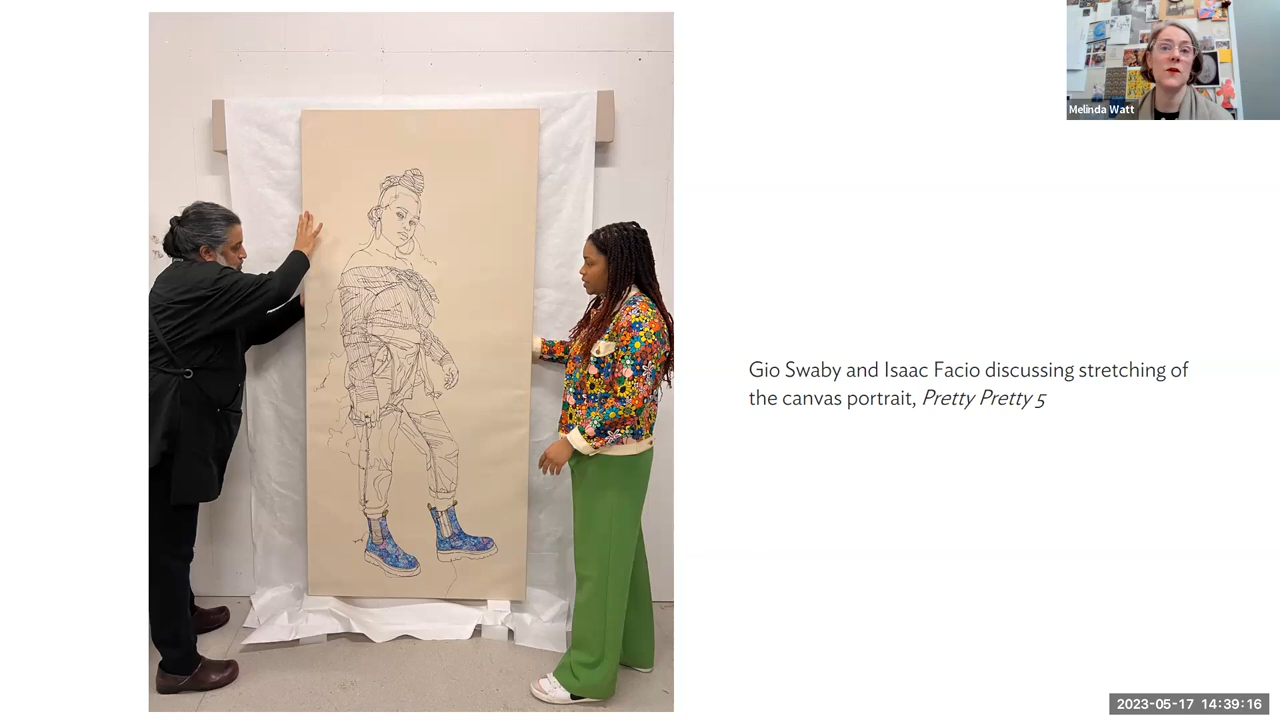 Melinda Watt
Gio Swaby and Isaac Facio discussing stretching of
the canvas portrait, Pretty Pretty 5
2023-05-17 14:39:16